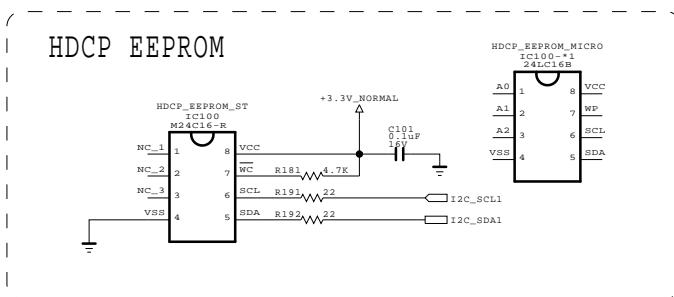 HDCP EEPROM
HDCP_EEPROM_MICRO
IC100-*1
24LC16B
A0 1 8 VCC
A1 2 7 WP
A2 3 6 SCL
VSS 4 5 SDA
+3.3V_NORMAL
HDCP_EEPROM_ST
IC100
M24C16-R
C101
0.1uF
16V
NC_1 1 8 VCC
NC_2 2 7 WC R181 4.7K
NC_3 3 6 SCL R191 22 I2C_SCL1
VSS 4 5 SDA R192 22 I2C_SDA1